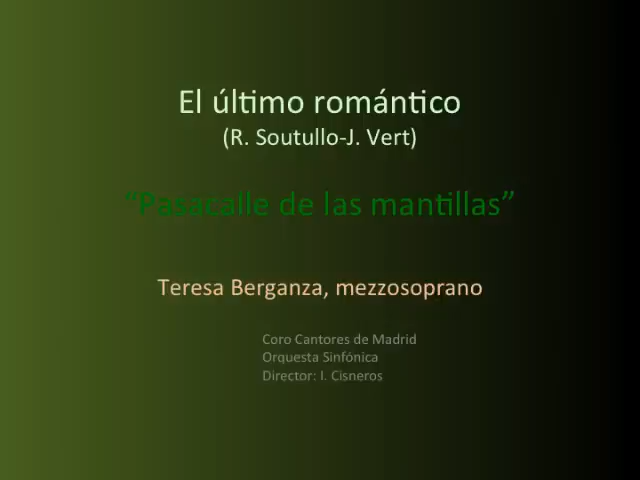 El último romántico
(R. Soutullo-J. Vert)
“Pasacalle de las mantillas”
Teresa Berganza, mezzosoprano
Coro Cantores de Madrid
Orquesta Sinfónica
Director: I. Cisneros